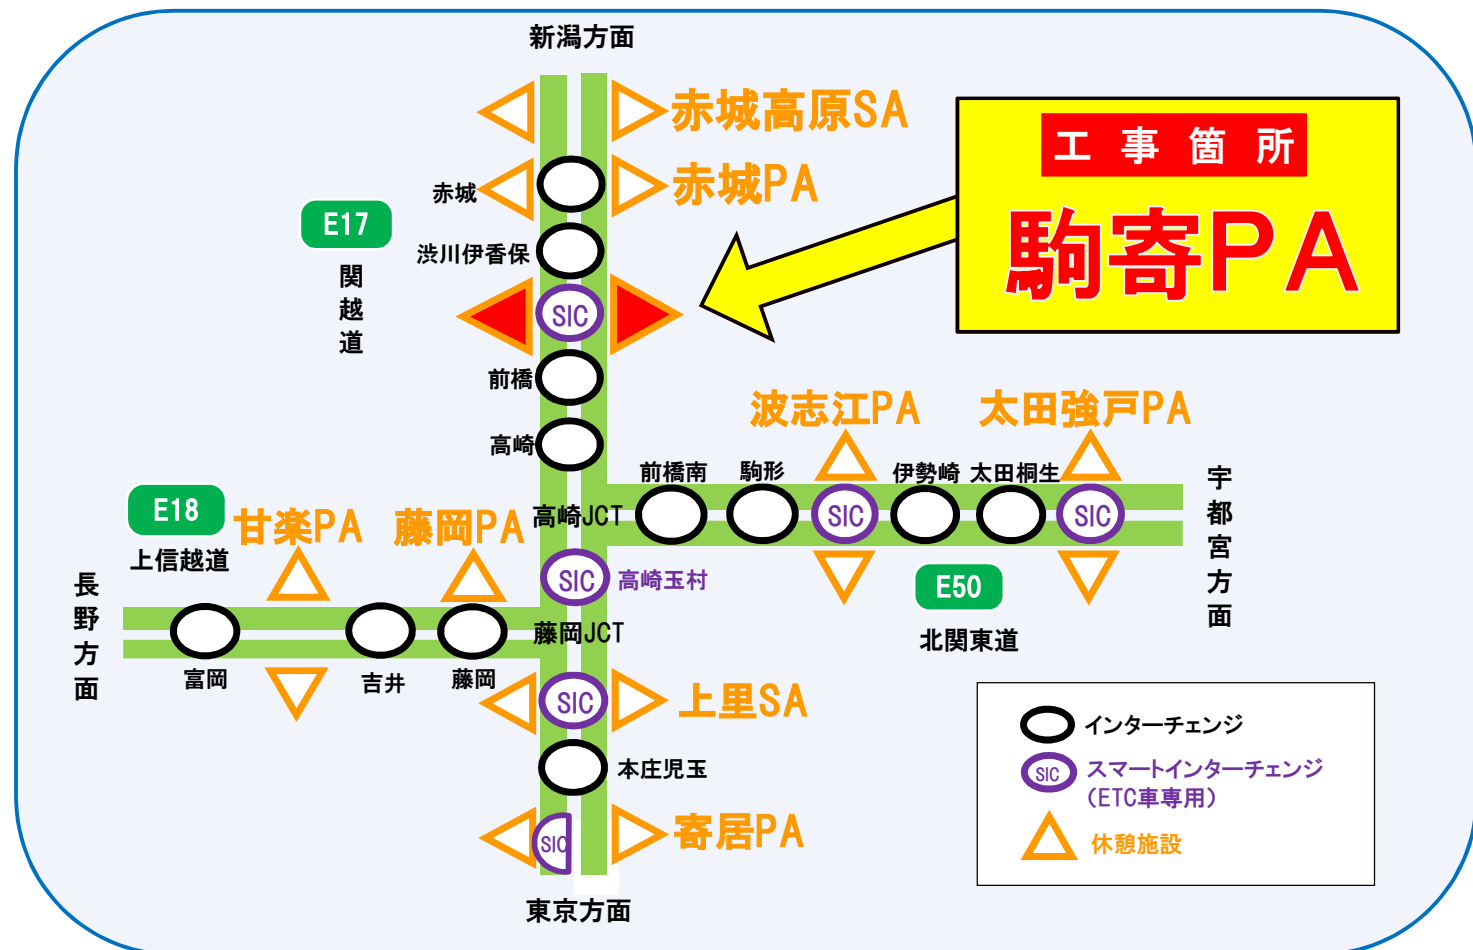 新潟方面
赤城高原SA
工事箇所
駒寄PA
赤城
赤城PA
E17
関越道
渋川伊香保
SIC
前橋
高崎
波志江PA
太田強戸PA
前橋南
駒形
伊勢崎
太田桐生
宇都宮方面
E18
上信越道
甘楽PA
藤岡PA
高崎JCT
SIC
SIC
SIC
高崎玉村
E50
北関東道
長野方面
藤岡JCT
富岡
吉井
藤岡
SIC
上里SA
本庄児玉
SIC
寄居PA
東京方面
インターチェンジ
SIC
スマートインターチェンジ
(ETC車専用)
休憩施設